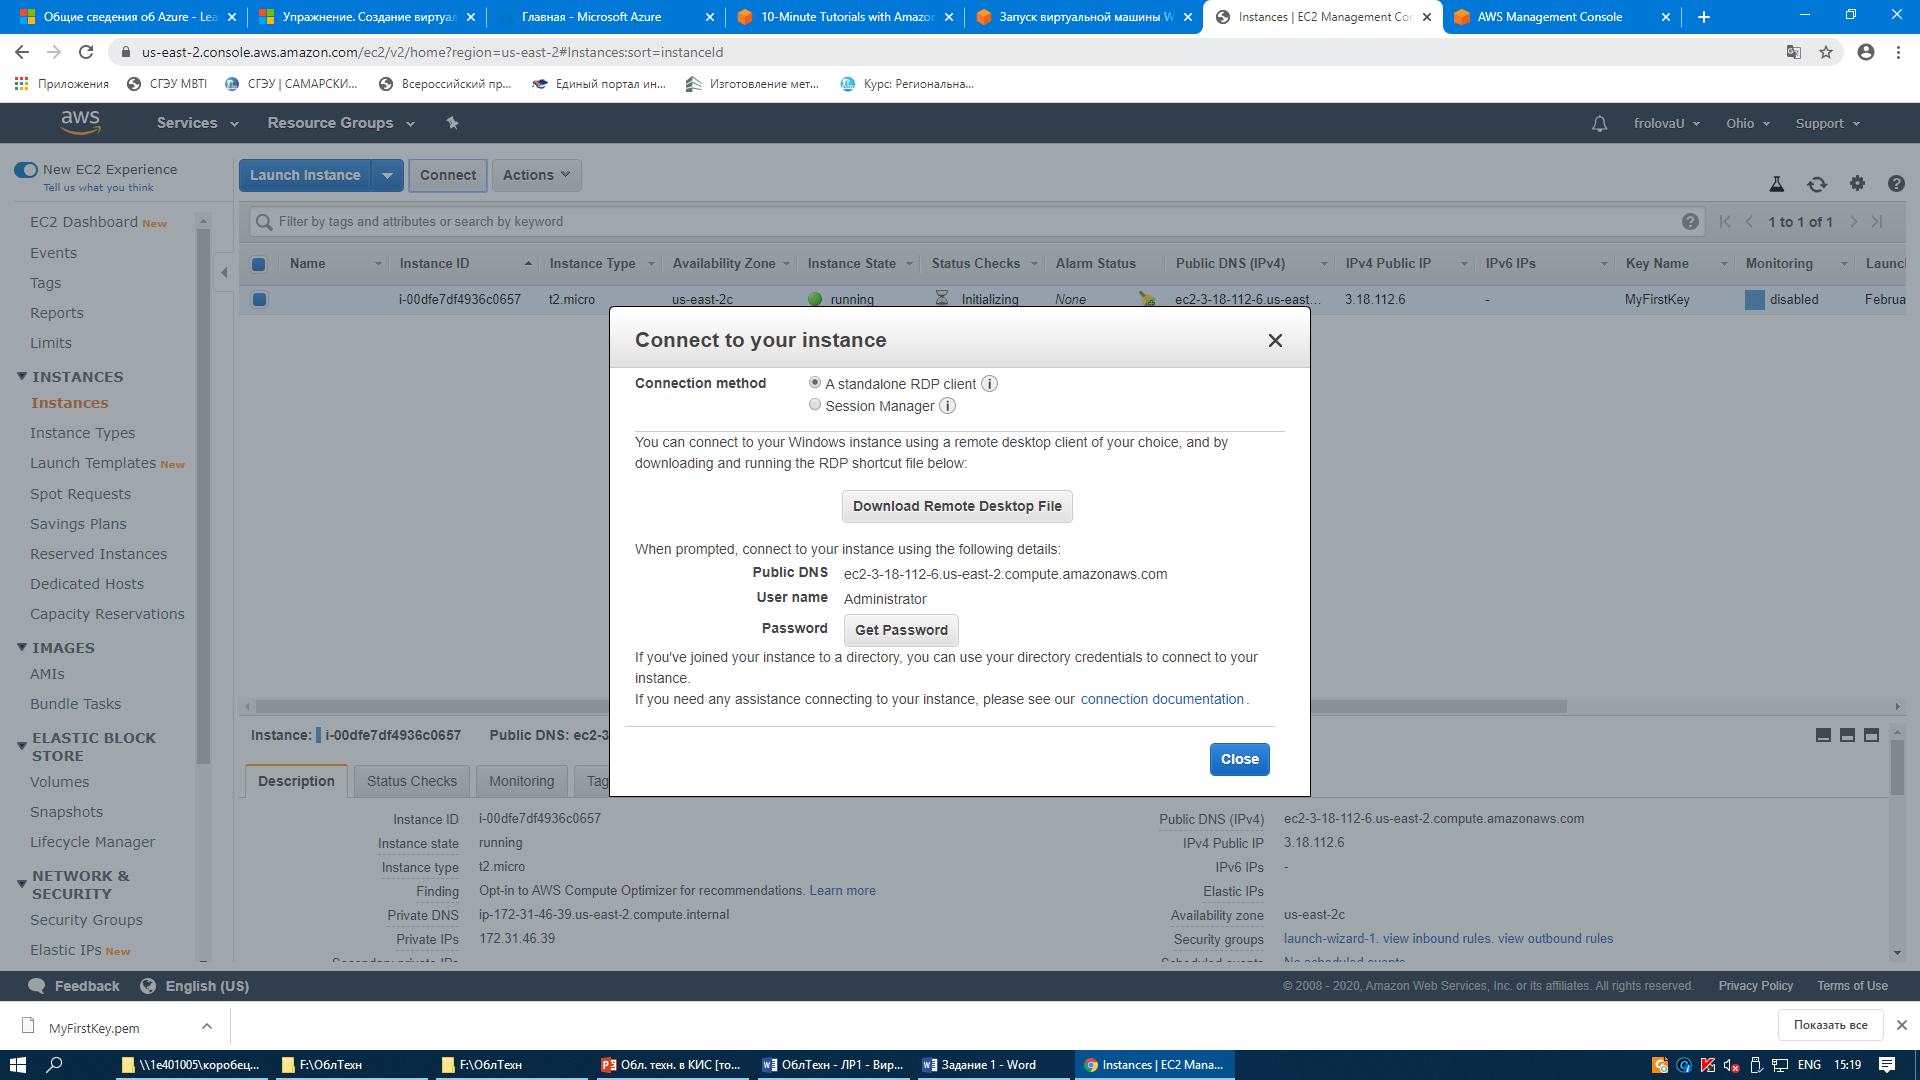 Общие сведения об Azure - Lea
Упражнение. Создание виртуал
Главная - Microsoft Azure
10-Minute Tutorials with Amazon
Запуск виртуальной машины W
Instances | EC2 Management Con
AWS Management Console
us-east-2.console.aws.amazon.com/ec2/v2/home?region=us-east-2#Instances:sort=instanceId
Приложения
СГЭУ МВТІ
СГЭУ | САМАРСКИ...
Всероссийский пр...
Единый портал ин...
Изготовление мет...
Курс: Региональна...
aws
Services
Resource Groups
frolovaU
Ohio
Support
New EC2 Experience
Tell us what you think
Launch Instance
Connect
Actions
EC2 Dashboard New
Events
Tags
Reports
Limits
INSTANCES
Instances
Instance Types
Launch Templates New
Spot Requests
Savings Plans
Reserved Instances
Dedicated Hosts
Capacity Reservations
IMAGES
AMIs
Bundle Tasks
ELASTIC BLOCK
STORE
Volumes
Snapshots
Lifecycle Manager
NETWORK &
SECURITY
Security Groups
Elastic IPs New
Filter by tags and attributes or search by keyword
1 to 1 of 1
Name
Instance ID
Instance Type
Availability Zone
Instance State
Status Checks
Alarm Status
Public DNS (IPv4)
IPv4 Public IP
IPv6 IPs
Key Name
Monitoring
Launc
i-00dfe7df4936c0657
t2.micro
us-east-2c
running
Initializing
None
ec2-3-18-112-6.us-east...
3.18.112.6
-
MyFirstKey
disabled
Februa
Connect to your instance
Connection method
A standalone RDP client
Session Manager
You can connect to your Windows instance using a remote desktop client of your choice, and by
downloading and running the RDP shortcut file below:
Download Remote Desktop File
When prompted, connect to your instance using the following details:
Public DNS ec2-3-18-112-6.us-east-2.compute.amazonaws.com
User name Administrator
Password Get Password
If you've joined your instance to a directory, you can use your directory credentials to connect to your
instance.
If you need any assistance connecting to your instance, please see our connection documentation.
Close
Instance: i-00dfe7df4936c0657 Public DNS: ec2-3
Description
Status Checks
Monitoring
Tag
Instance ID i-00dfe7df4936c0657
Instance state running
Instance type t2.micro
Finding Opt-in to AWS Compute Optimizer for recommendations. Learn more
Private DNS ip-172-31-46-39.us-east-2.compute.internal
Private IPs 172.31.46.39
Secondary private IPs
Public DNS (IPv4) ec2-3-18-112-6.us-east-2.compute.amazonaws.com
IPv4 Public IP 3.18.112.6
IPv6 IPs -
Elastic IPs
Availability zone us-east-2c
Security groups launch-wizard-1. view inbound rules. view outbound rules
Scheduled events No scheduled events
Feedback
English (US)
© 2008 - 2020, Amazon Web Services, Inc. or its affiliates. All rights reserved.
Privacy Policy
Terms of Use
MyFirstKey.pem
Показать все
\\1e401005\коробец...
F:\ОблТехн
F:\ОблТехн
Обл. техн. в КИС [то...
ОблТехн - ЛР1 - Вир...
Задание 1 - Word
Instances | EC2 Mana...
ENG
15:19